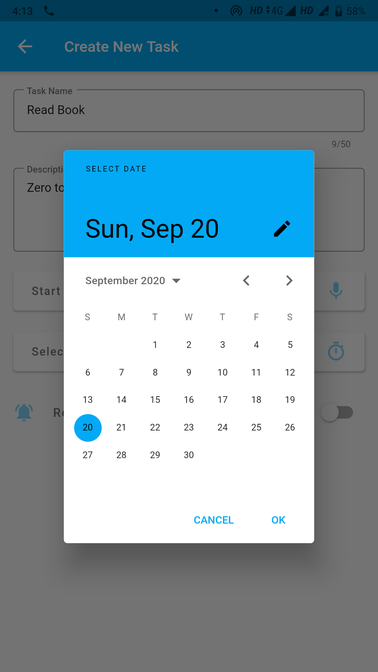 4:13 HD 4G HD 58%
Create New Task
Task Name
Read Book
9/50
Descripti
Zero to
SELECT DATE
Sun, Sep 20
September 2020
S M T W T F S
1 2 3 4 5
6 7 8 9 10 11 12
13 14 15 16 17 18 19
20 21 22 23 24 25 26
27 28 29 30
Start
Selec
Re
CANCEL OK